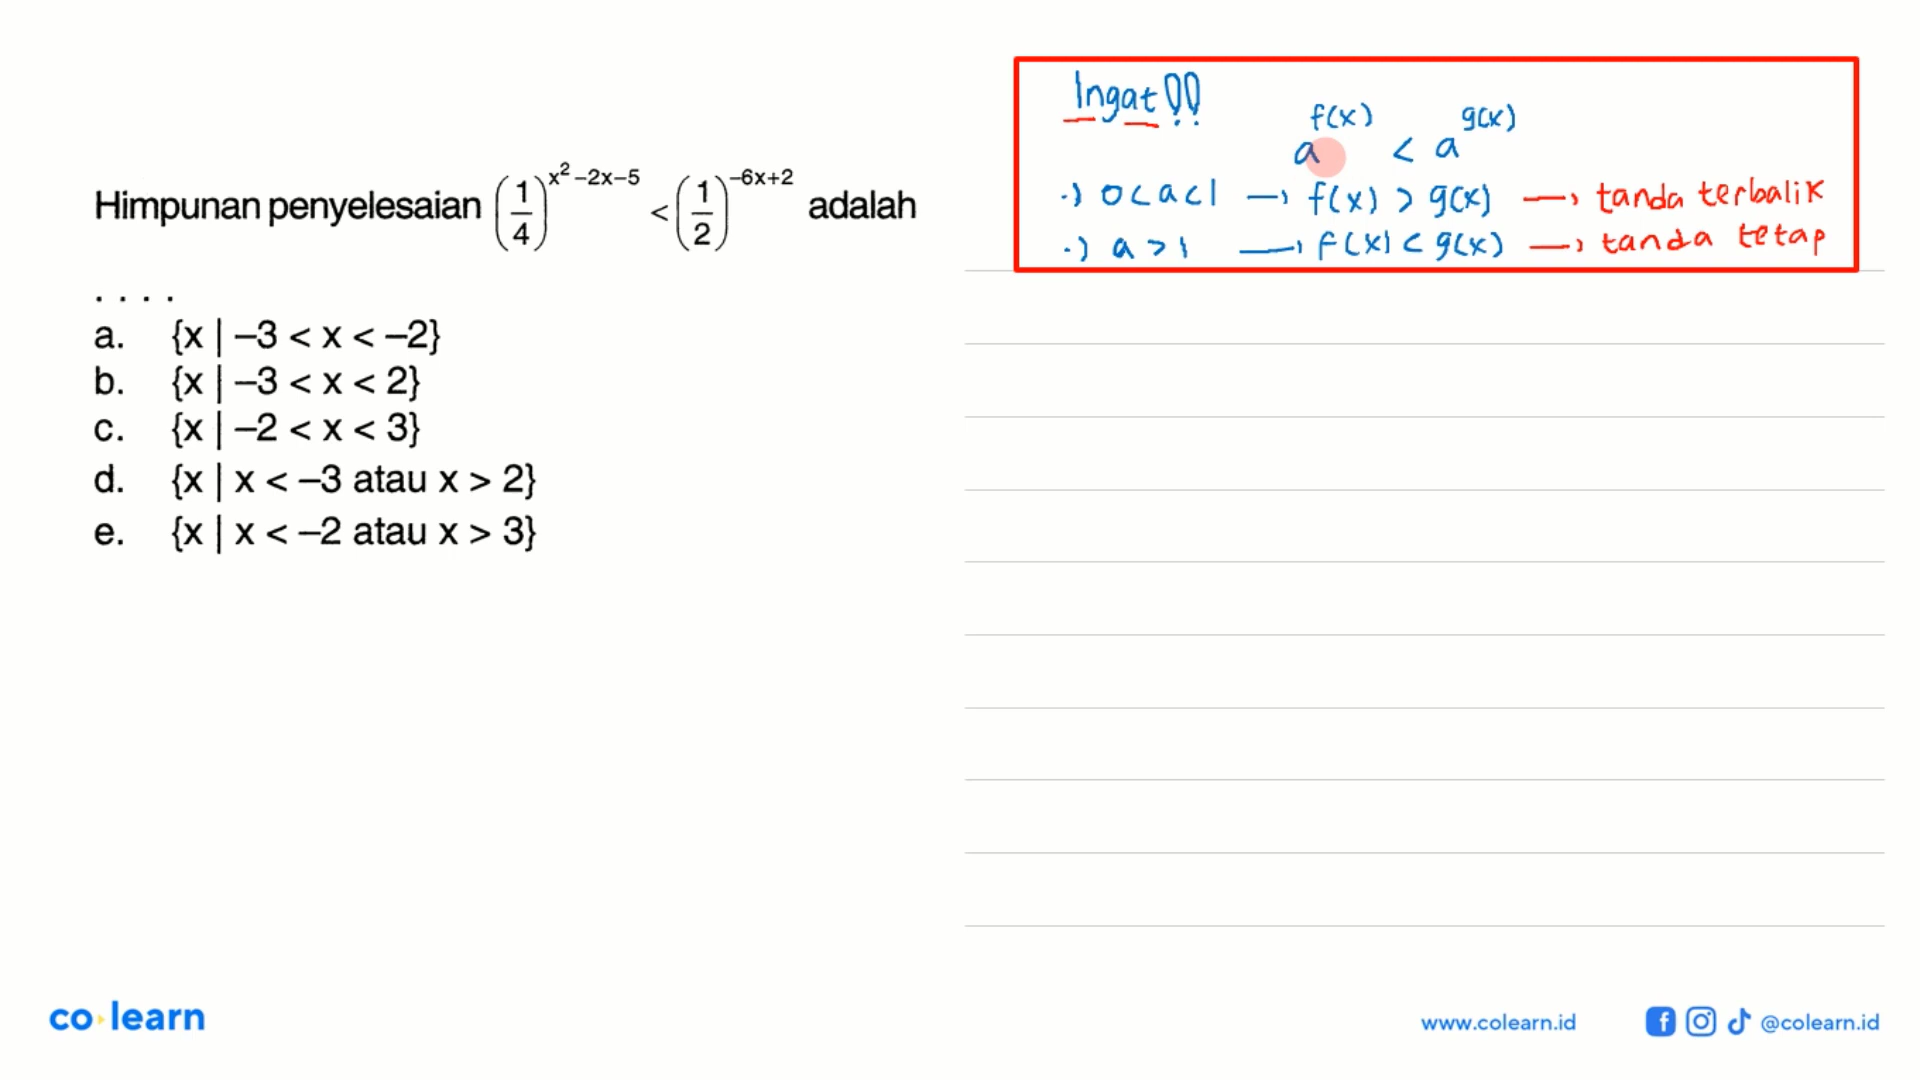 Himpunan penyelesaian (1/4)^(x²–2x–5) < (1/2)^(–6x+2) adalah
. . . .
a. {x | –3 < x < –2}
b. {x | –3 < x < 2}
c. {x | –2 < x < 3}
d. {x | x < –3 atau x > 2}
e. {x | x < –2 atau x > 3}
Ingat!!
a^f(x) < a^g(x)
·) 0<a<1 → f(x) > g(x) → tanda terbalik
·) a>1 → f(x) < g(x) → tanda tetap
co learn
www.colearn.id @colearn.id